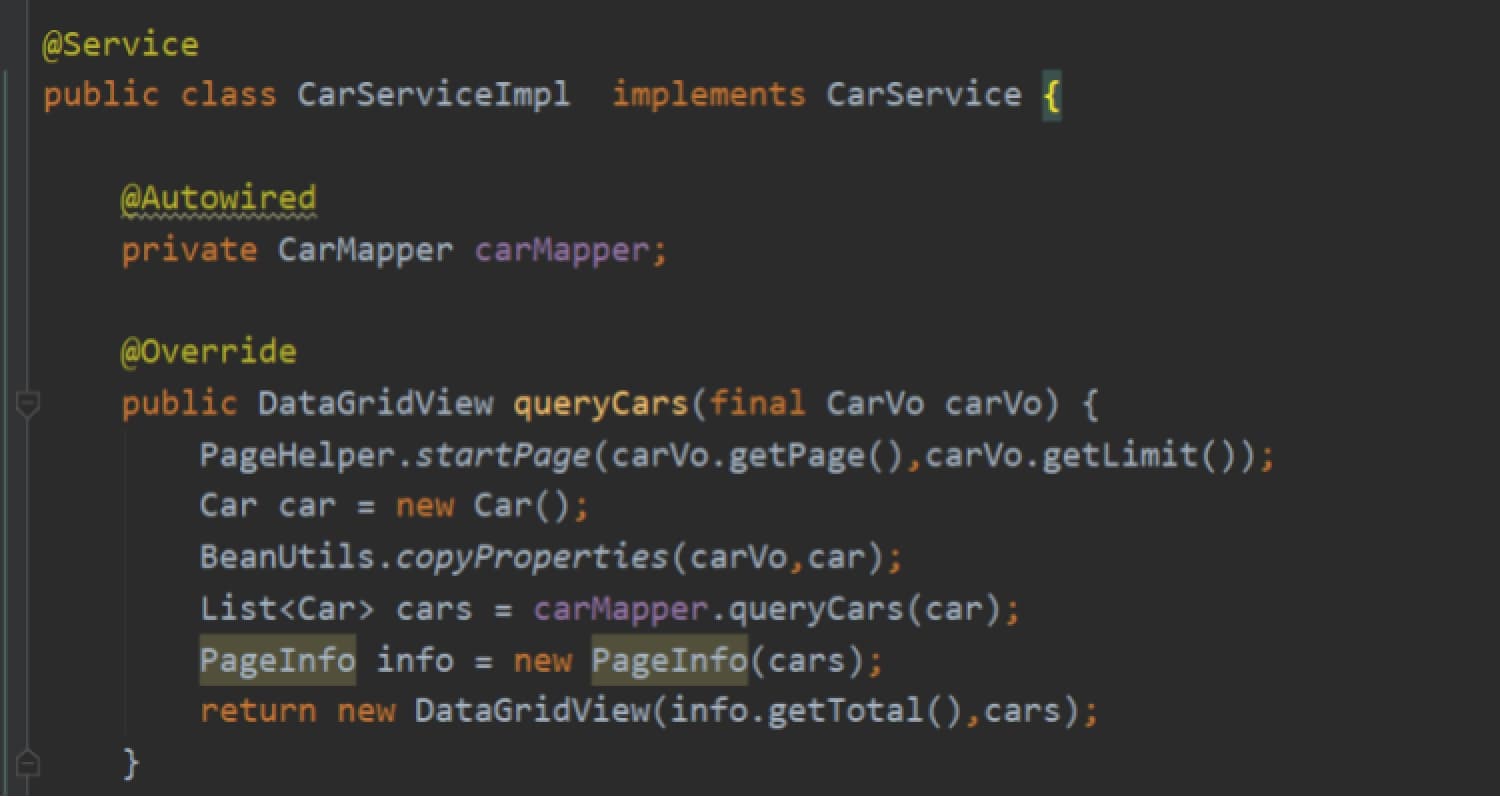 @Service
public class CarServiceImpl  implements CarService {
@Autowired
private CarMapper carMapper;
@Override
public DataGridView queryCars(final CarVo carVo) {
PageHelper.startPage(carVo.getPage(),carVo.getLimit());
Car car = new Car();
BeanUtils.copyProperties(carVo,car);
List<Car> cars = carMapper.queryCars(car);
PageInfo info = new PageInfo(cars);
return new DataGridView(info.getTotal(),cars);
}